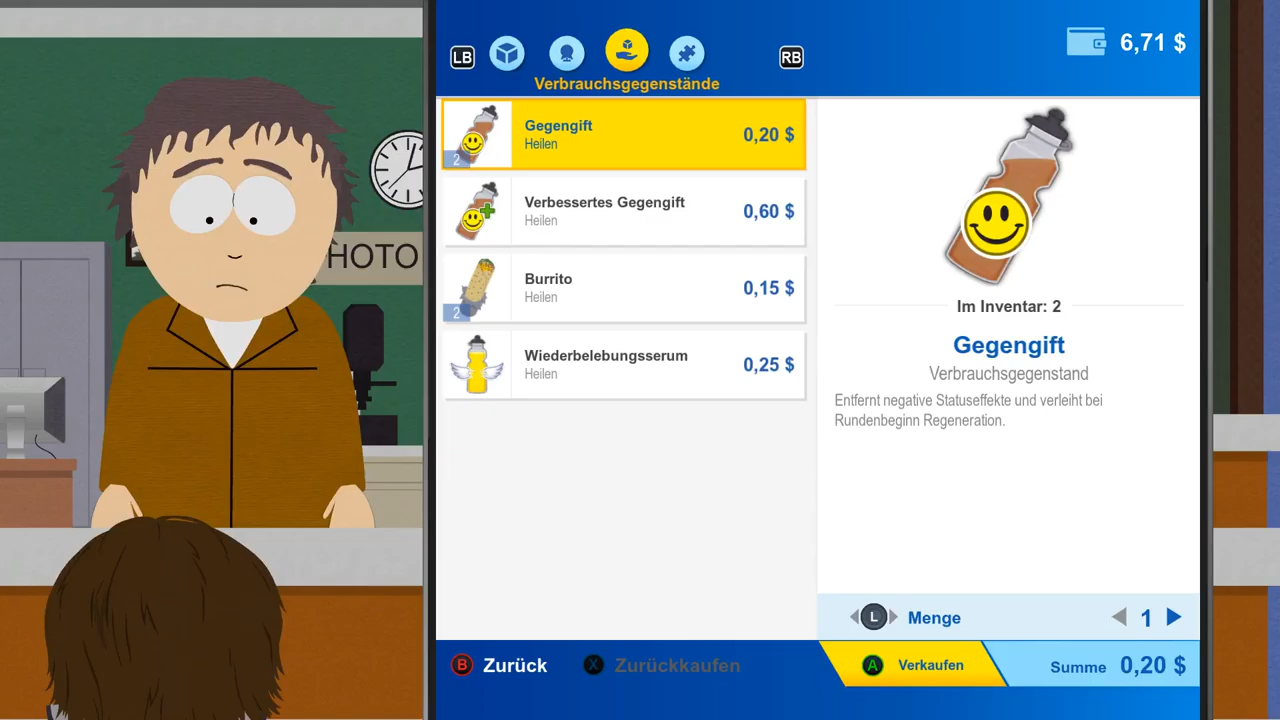 LB
RB
6,71 $
Verbrauchsgegenstände
Gegengift
Heilen
0,20 $
2
Verbessertes Gegengift
Heilen
0,60 $
Burrito
Heilen
0,15 $
2
Wiederbelebungsserum
Heilen
0,25 $
HOTO
Im Inventar: 2
Gegengift
Verbrauchsgegenstand
Entfernt negative Statuseffekte und verleiht bei
Rundenbeginn Regeneration.
L Menge 1
B Zurück
X Zurückkaufen
A Verkaufen
Summe 0,20 $